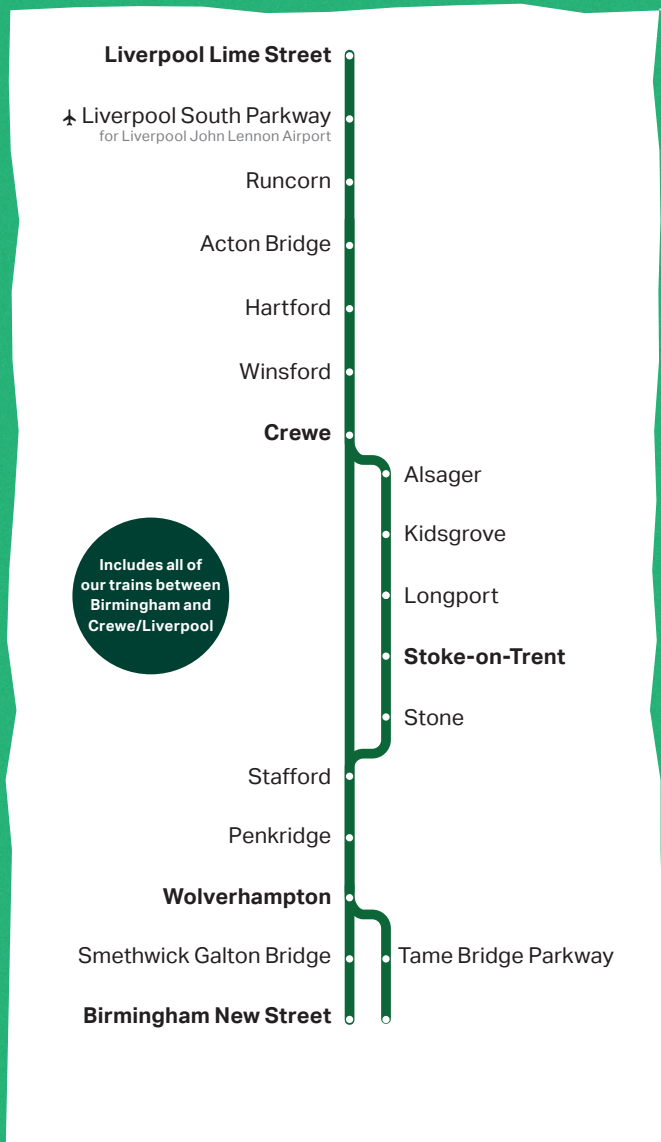 Liverpool Lime Street
Liverpool South Parkway
for Liverpool John Lennon Airport
Runcorn
Acton Bridge
Hartford
Winsford
Crewe
Alsager
Kidsgrove
Includes all of
our trains between
Birmingham and
Crewe/Liverpool
Longport
Stoke-on-Trent
Stone
Stafford
Penkridge
Wolverhampton
Smethwick Galton Bridge
Tame Bridge Parkway
Birmingham New Street